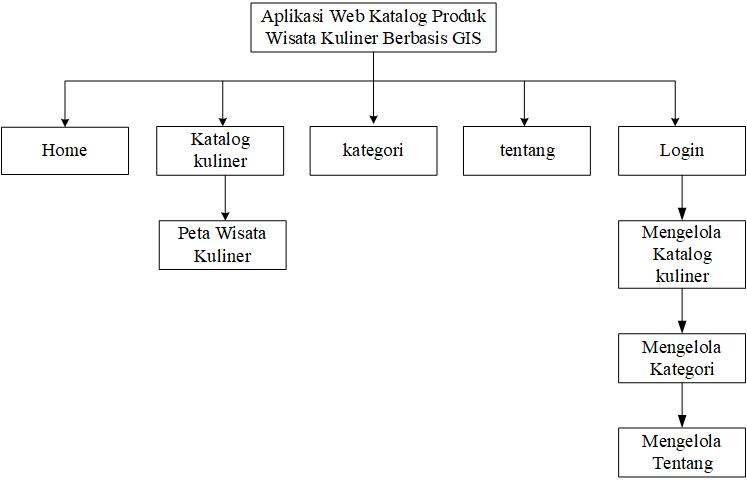 Aplikasi Web Katalog Produk
Wisata Kuliner Berbasis GIS
Home
Katalog
kuliner
kategori
tentang
Login
Peta Wisata
Kuliner
Mengelola
Katalog
kuliner
Mengelola
Kategori
Mengelola
Tentang